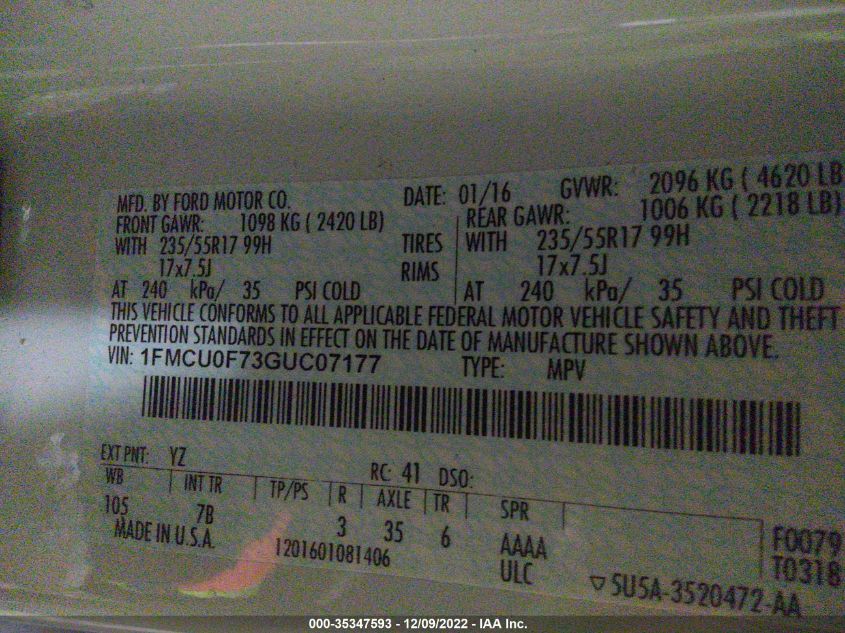 MFD. BY FORD MOTOR CO. DATE: 01/16 GVWR: 2096 KG ( 4620 LB
FRONT GAWR: 1098 KG ( 2420 LB) REAR GAWR: 1006 KG ( 2218 LB)
WITH 235/55R17 99H TIRES WITH 235/55R17 99H
17x7.5J RIMS 17x7.5J
AT 240 kPa/ 35 PSI COLD AT 240 kPa/ 35 PSI COLD
THIS VEHICLE CONFORMS TO ALL APPLICABLE FEDERAL MOTOR VEHICLE SAFETY AND THEFT
PREVENTION STANDARDS IN EFFECT ON THE DATE OF MANUFACTURE SHOWN ABOVE.
VIN: 1FMCU0F73GUC07177 TYPE: MPV
EXT PNT: YZ RC: 41 DSO:
WB INT TR TP/PS R AXLE TR SPR
105 7B 3 35 6 AAAA F0079
MADE IN U.S.A. 1201601081406 ULC T0318
5U5A-3520472-AA
000-35347593 - 12/09/2022 - IAA Inc.